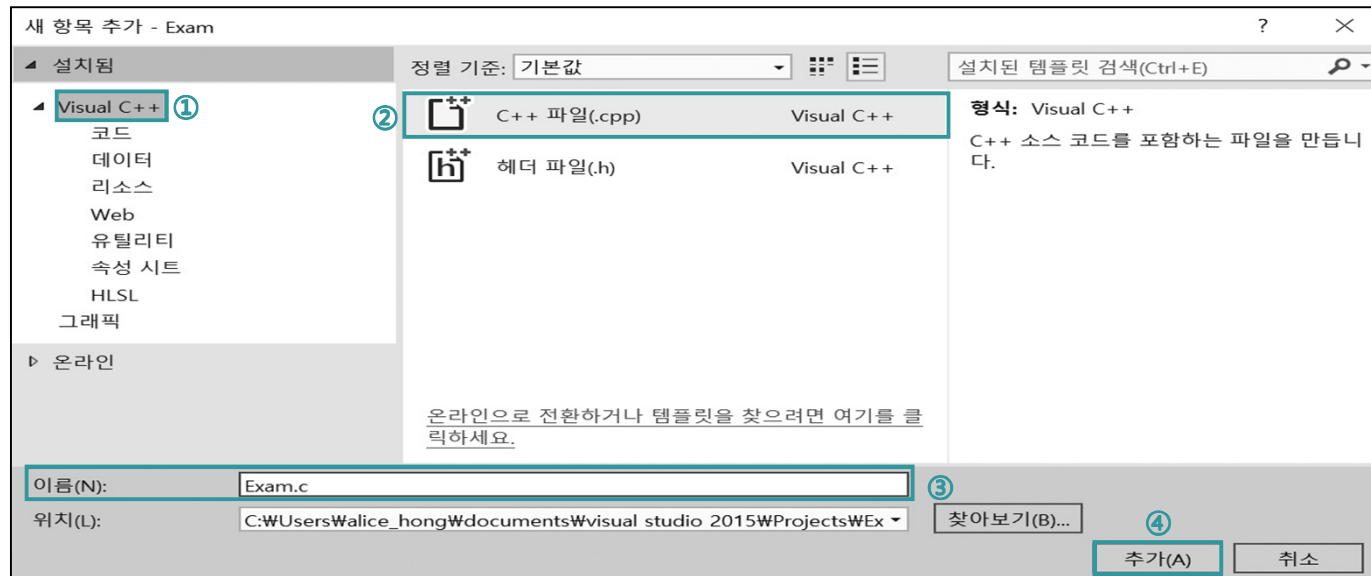 새 항목 추가 - Exam
설치됨
Visual C++ ①
코드
데이터
리소스
Web
유틸리티
속성 시트
HLSL
그래픽
온라인
정렬 기준: 기본값
② C++ 파일(.cpp) Visual C++
헤더 파일(.h) Visual C++
온라인으로 전환하거나 템플릿을 찾으려면 여기를 클
릭하세요.
설치된 템플릿 검색(Ctrl+E)
형식: Visual C++
C++ 소스 코드를 포함하는 파일을 만듭니
다.
이름(N): Exam.c ③
위치(L): C:₩Users₩alice_hong₩documents₩visual studio 2015₩Projects₩Ex 찾아보기(B)...
④
추가(A) 취소